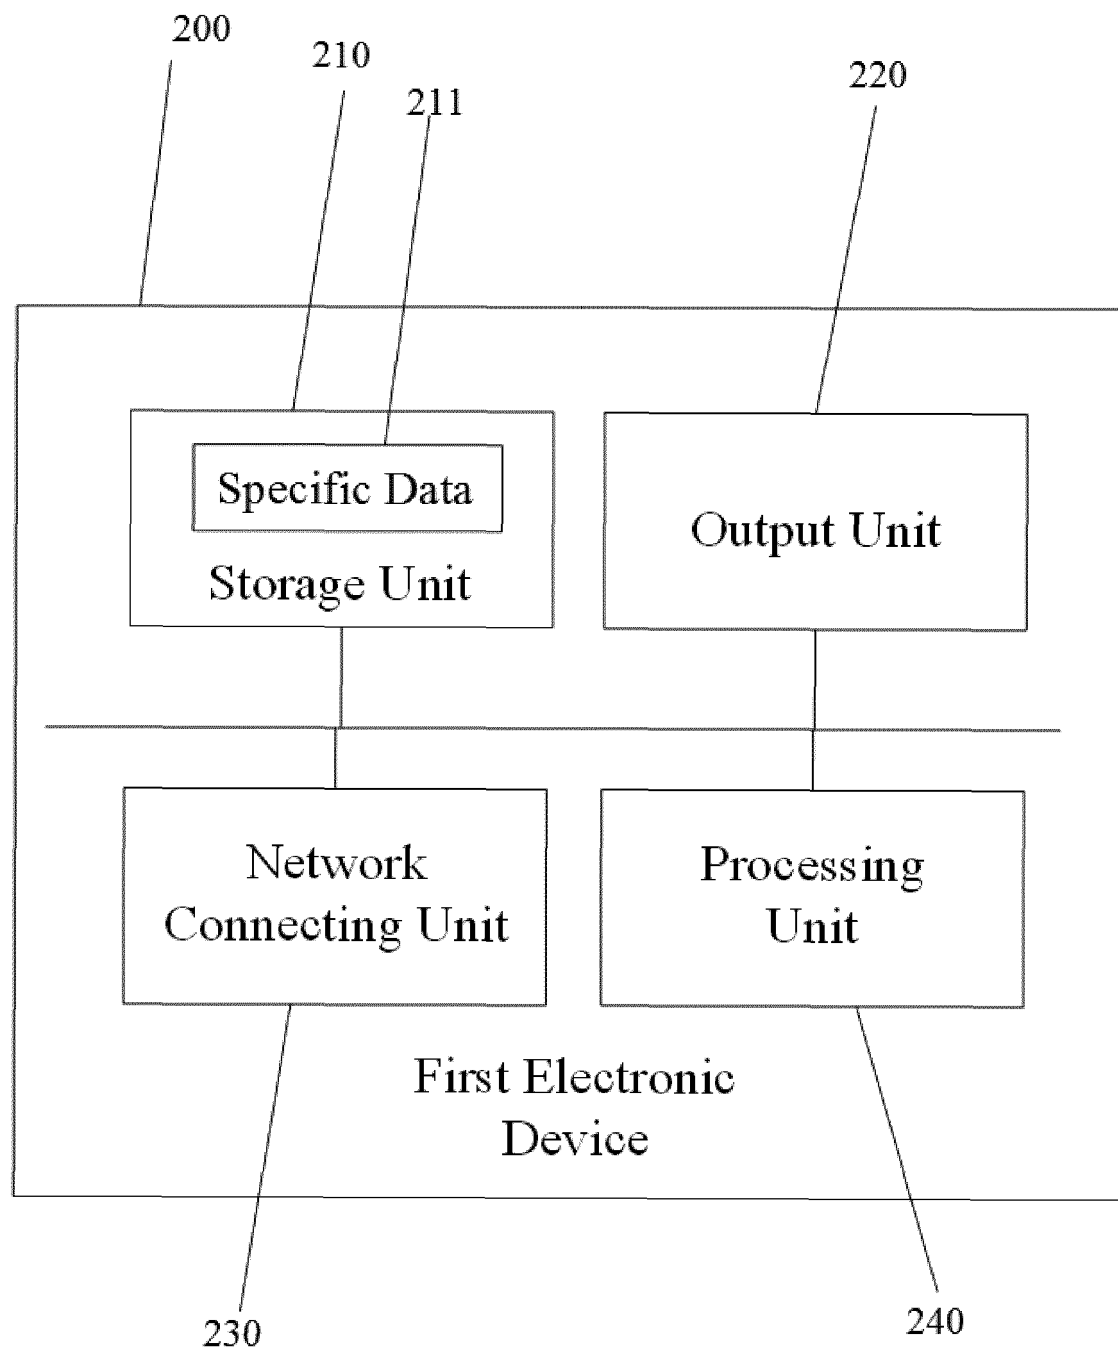 200
210
211
220
Specific Data
Storage Unit
Output Unit
Network
Connecting Unit
Processing
Unit
First Electronic
Device
230
240